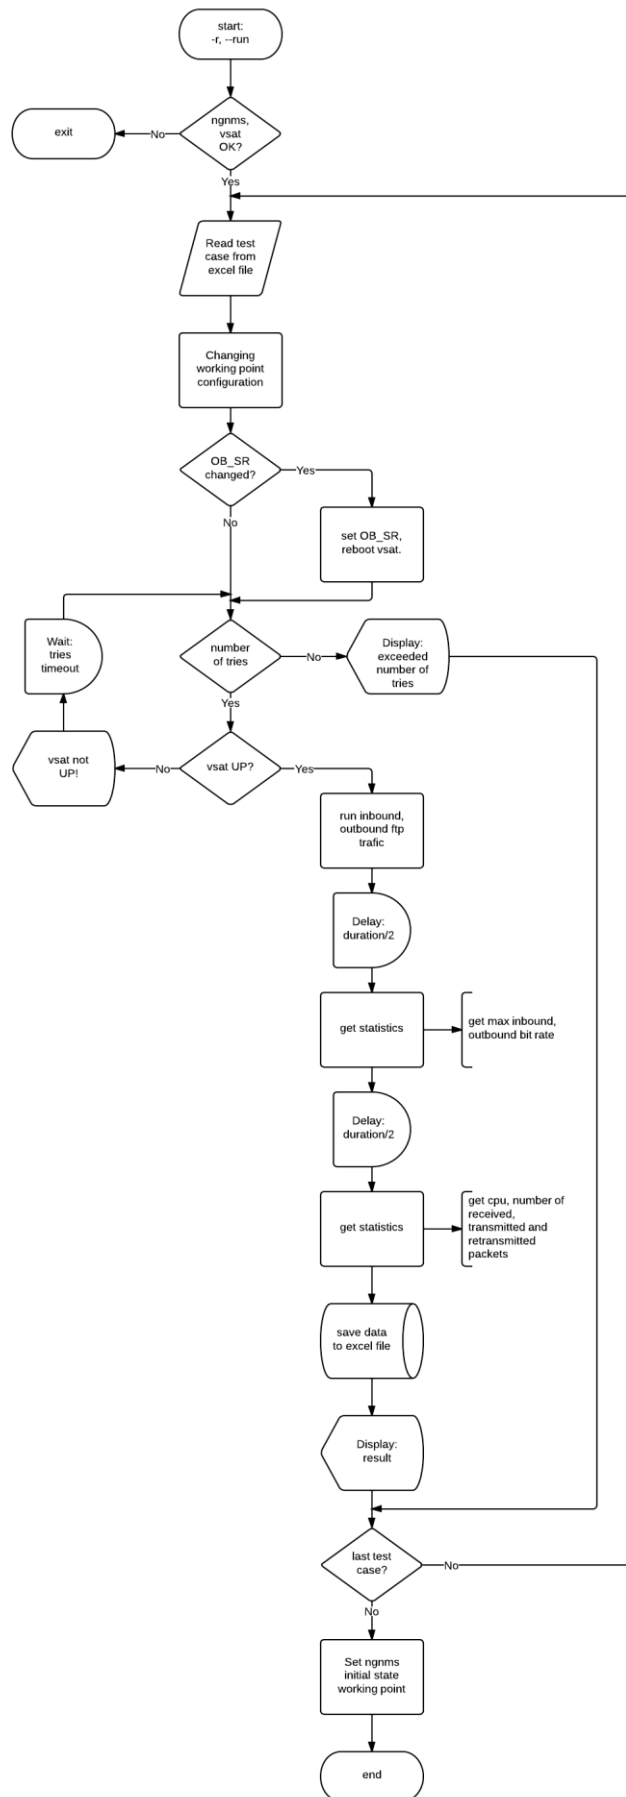 start:
-r, --run
exit
No
ngnms,
vsat
OK?
Yes
Read test
case from
excel file
Changing
working point
configuration
OB_SR
changed?
Yes
No
set OB_SR,
reboot vsat.
Wait:
tries
timeout
number
of tries
No
Display:
exceeded
number of
tries
Yes
vsat not
UP!
No
vsat UP?
Yes
run inbound,
outbound ftp
trafic
Delay:
duration/2
get statistics
get max inbound,
outbound bit rate
Delay:
duration/2
get statistics
get cpu, number of
received,
transmitted and
retransmitted
packets
save data
to excel file
Display:
result
last test
case?
No
No
Set ngnms
initial state
working point
end